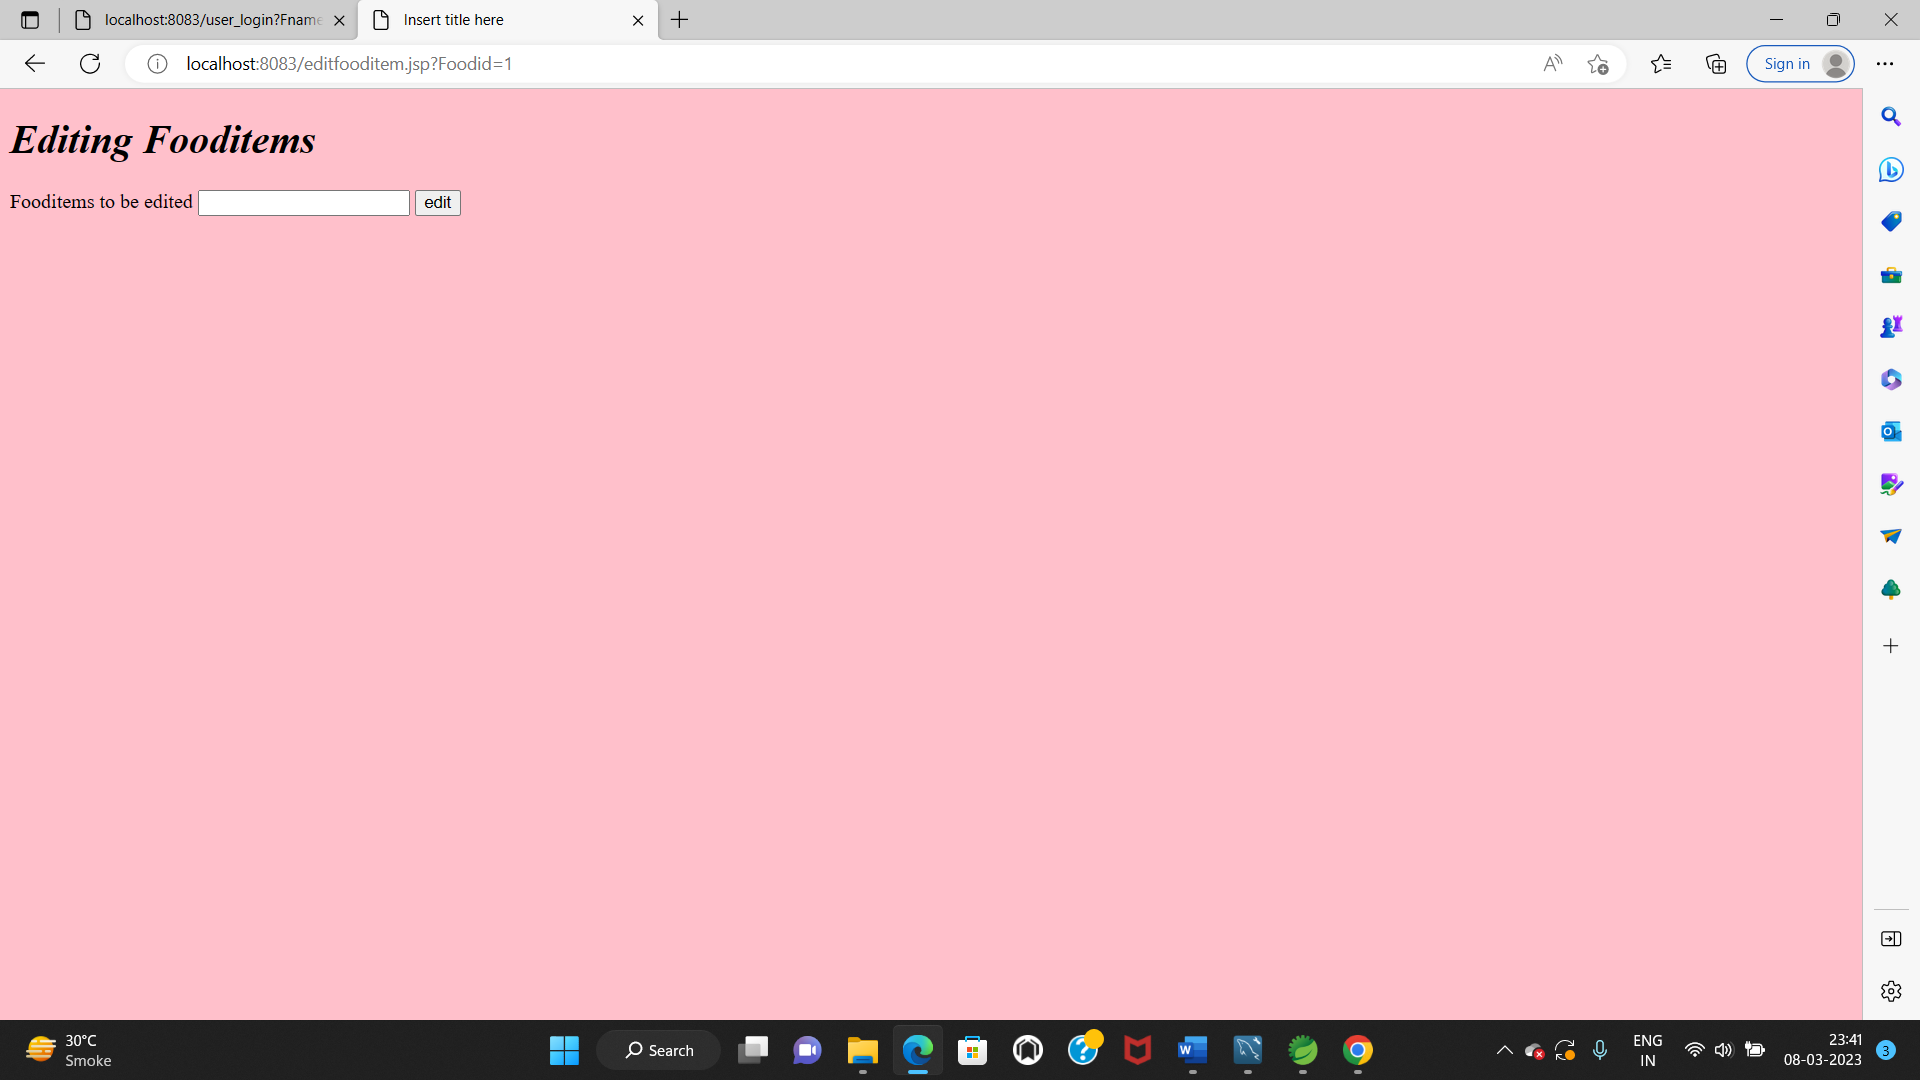 localhost:8083/user_login?Fname
Insert title here
localhost:8083/editfooditem.jsp?Foodid=1
Sign in
Editing Fooditems
Fooditems to be edited
edit
30°C
Smoke
Search
ENG
IN
23:41
08-03-2023
3